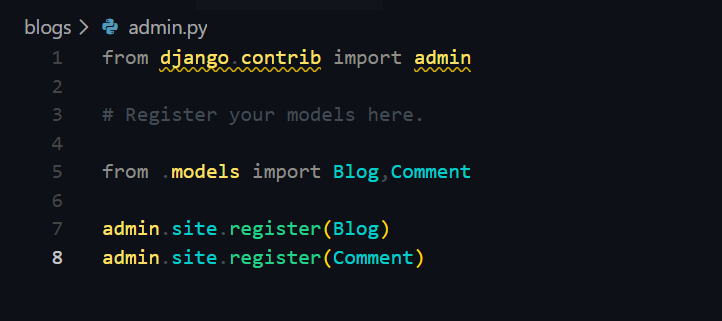 blogs > admin.py
1 from django.contrib import admin
2
3 # Register your models here.
4
5 from .models import Blog,Comment
6
7 admin.site.register(Blog)
8 admin.site.register(Comment)